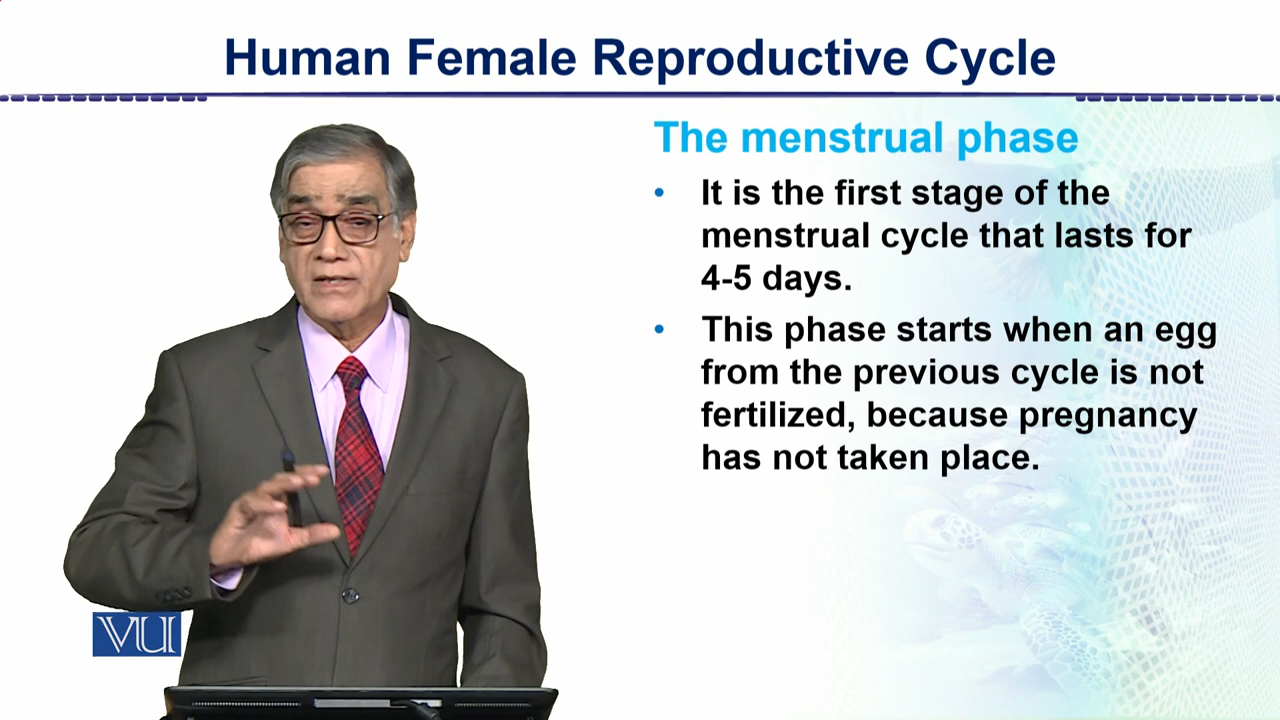 Human Female Reproductive Cycle
The menstrual phase
• It is the first stage of the
menstrual cycle that lasts for
4-5 days.
• This phase starts when an egg
from the previous cycle is not
fertilized, because pregnancy
has not taken place.
VU